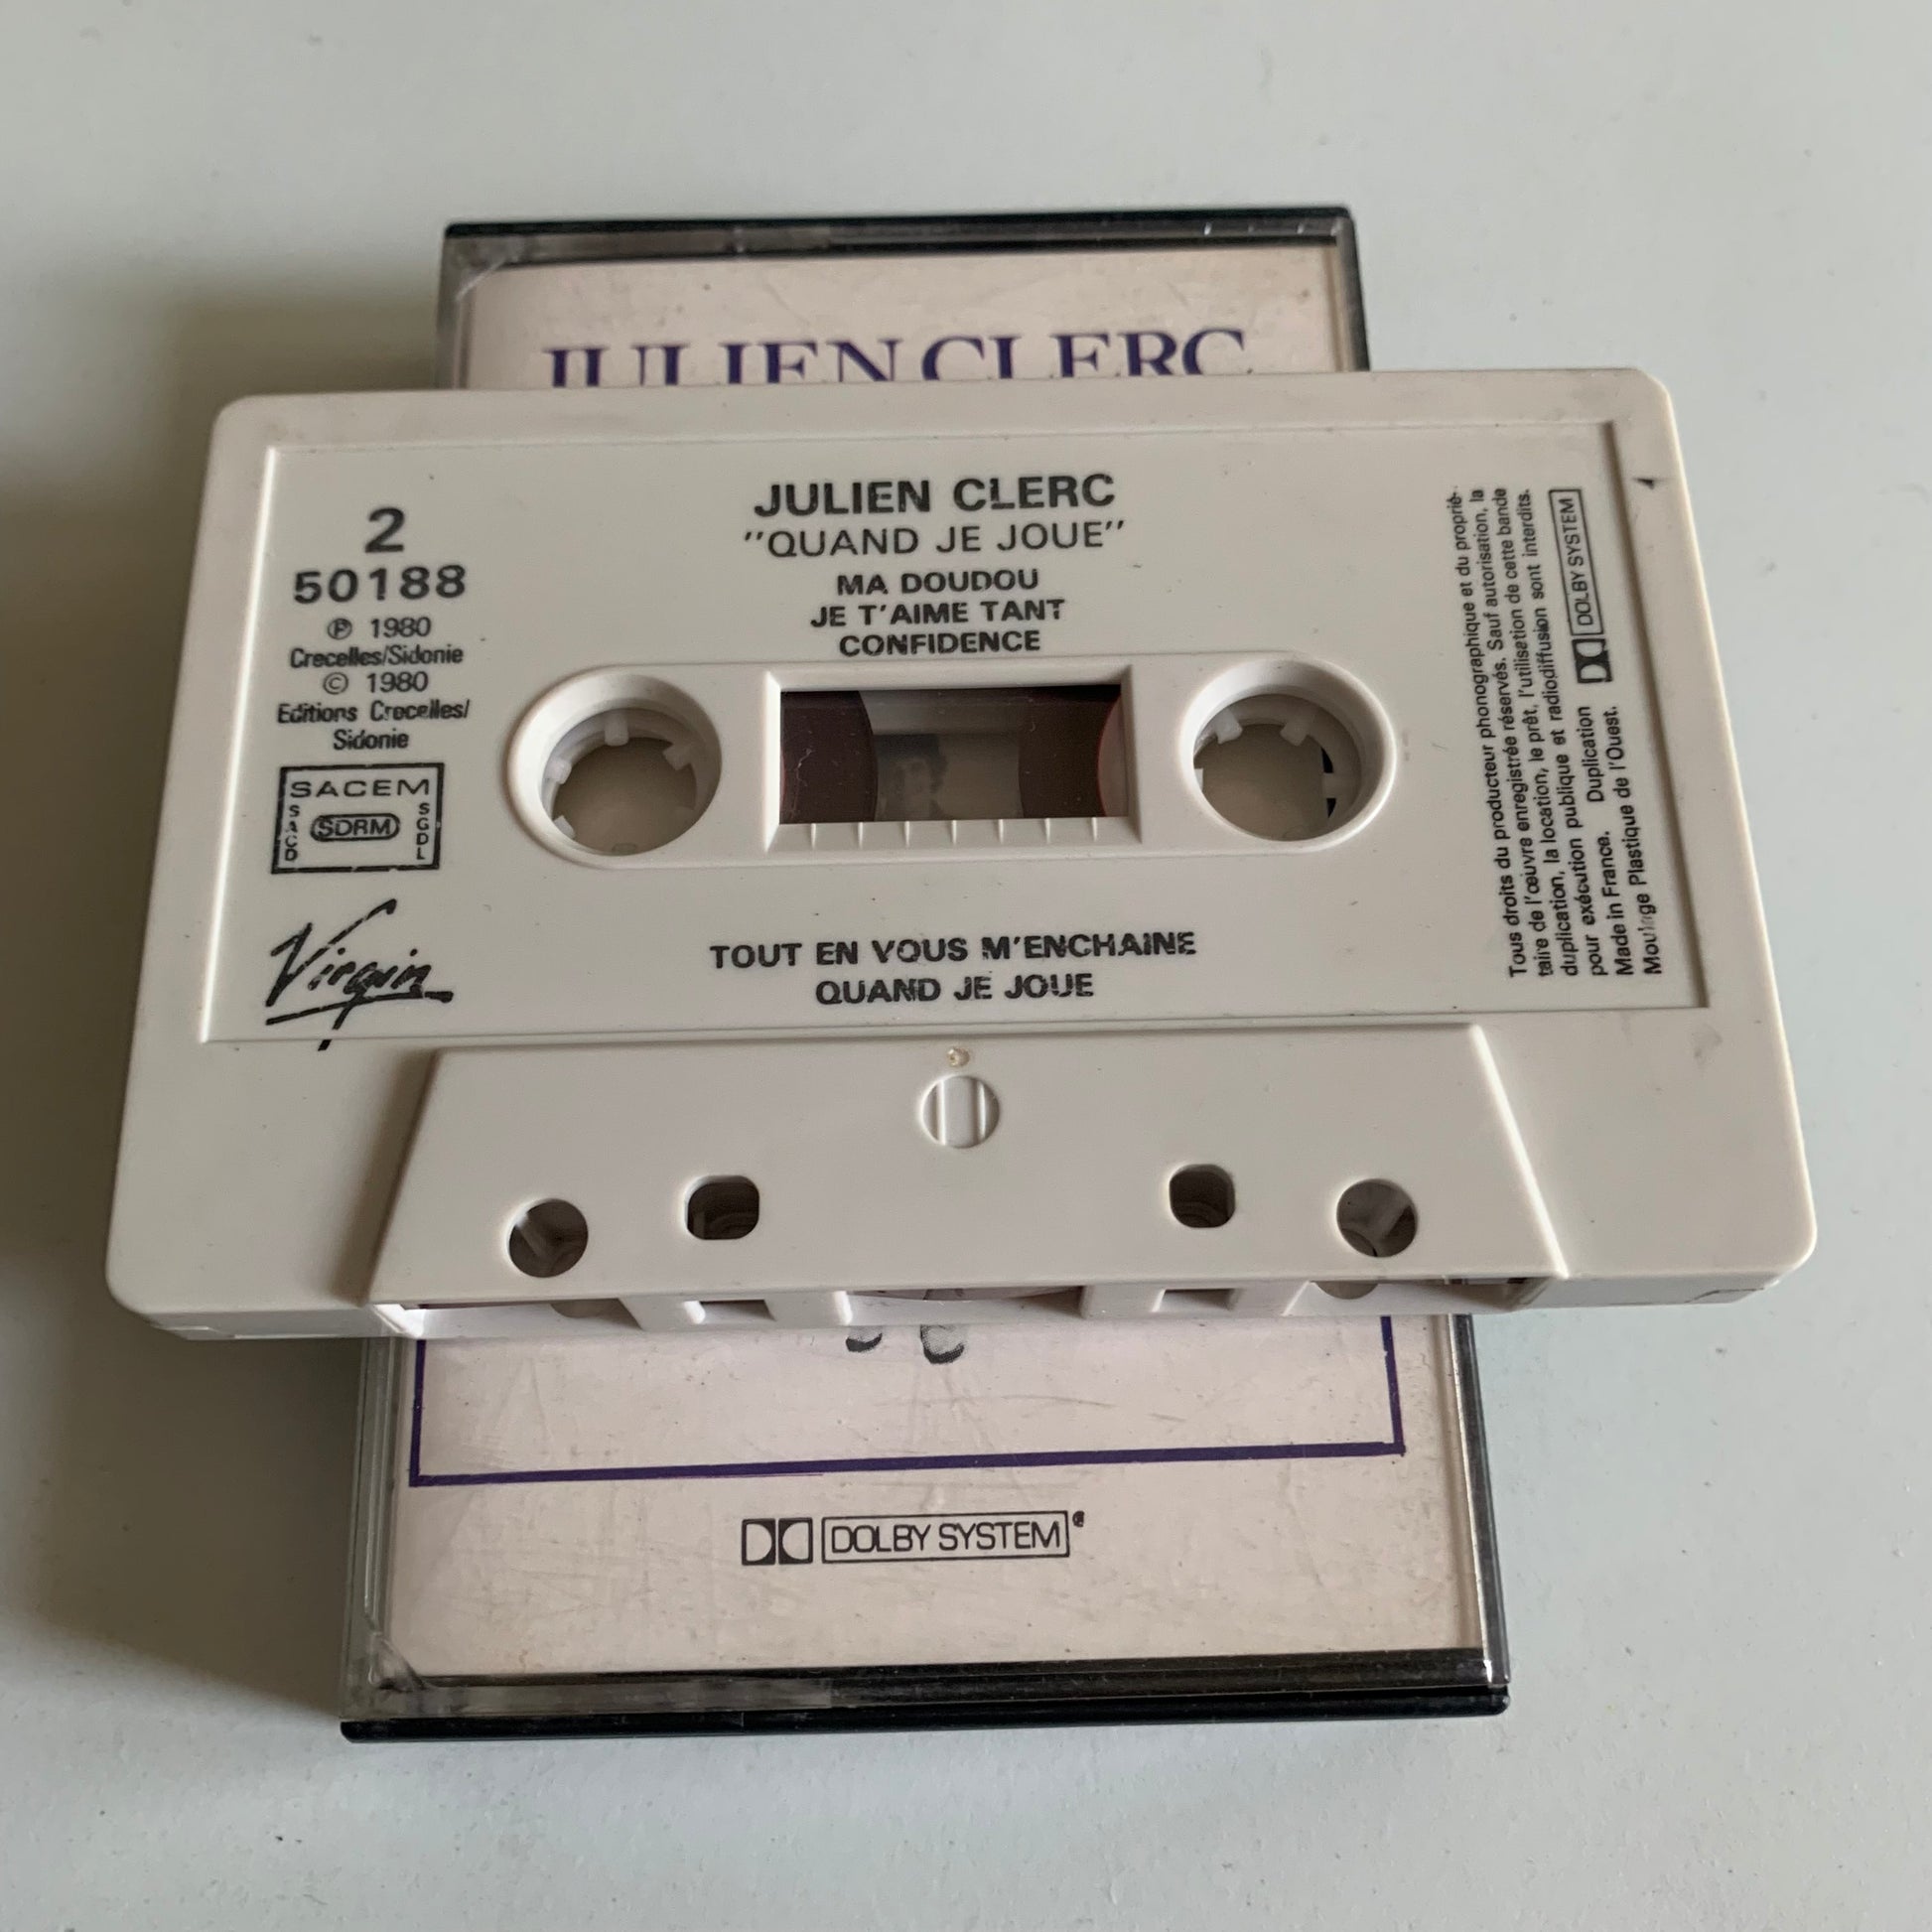 JULIEN CLERC
2
50188
℗ 1980
Crecelles/Sidonie
© 1980
Editions Crecelles/
Sidonie
SACEM
SACD
SDRM
SGDL
Virgin
JULIEN CLERC
"QUAND JE JOUE"
MA DOUDOU
JE T'AIME TANT
CONFIDENCE
TOUT EN VOUS M'ENCHAINE
QUAND JE JOUE
Tous droits du producteur phonographique et du proprié-
taire de l'œuvre enregistrée réservés. Sauf autorisation, la
duplication, la location, le prêt, l'utilisation de cette bande
pour exécution publique et radiodiffusion sont interdits.
Made in France. Duplication
Moulage Plastique de l'Ouest.
DOLBY SYSTEM
DOLBY SYSTEM